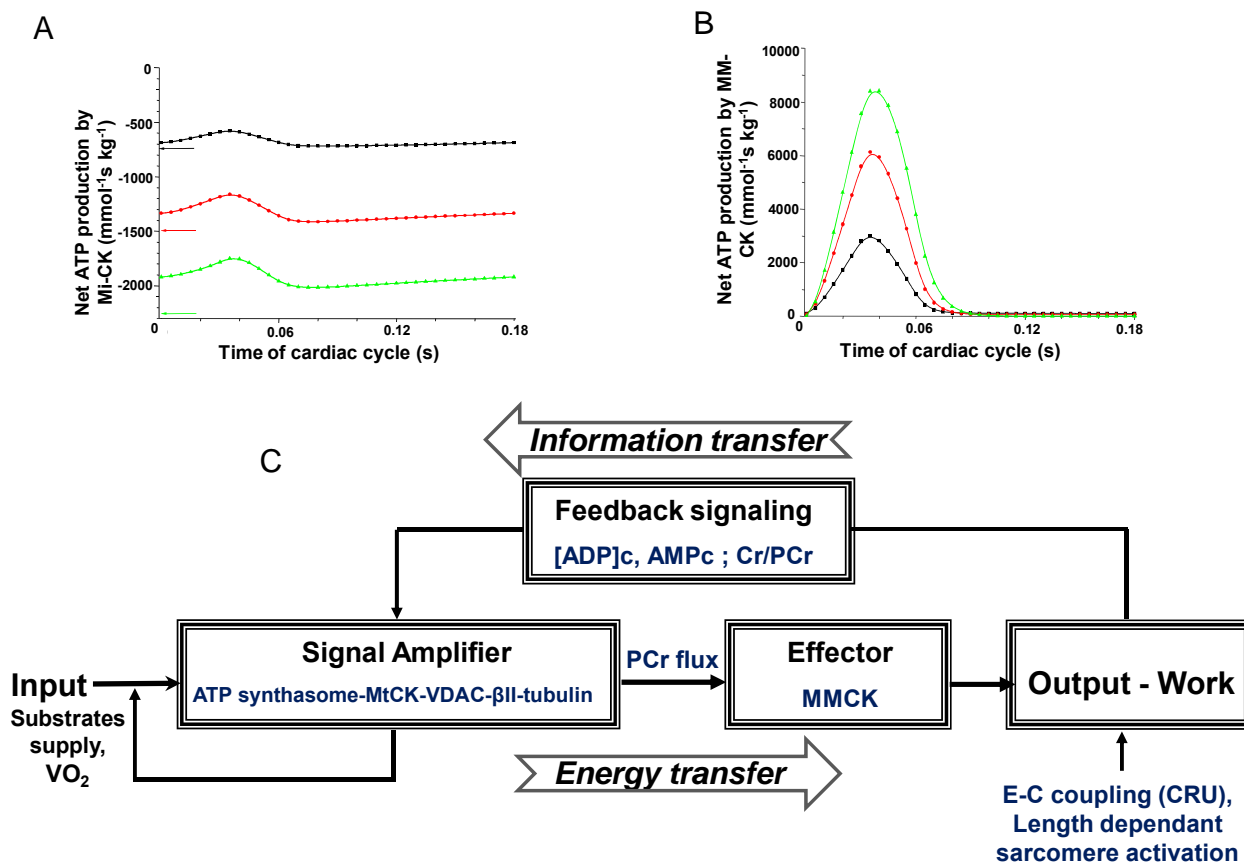 A
Net ATP production by
Mi-CK (mmol-1s kg-1)
0
-500
-1000
-1500
-2000
0
0.06
0.12
0.18
Time of cardiac cycle (s)
B
Net ATP production by MM-
CK (mmol-1s kg-1)
10000
8000
6000
4000
2000
0
0
0.06
0.12
0.18
Time of cardiac cycle (s)
Information transfer
C
Feedback signaling
[ADP]c, AMPc ; Cr/PCr
Signal Amplifier
ATP synthasome-MtCK-VDAC-βII-tubulin
PCr flux
Effector
MMCK
Output - Work
Input
Substrates
supply,
VO2
Energy transfer
E-C coupling (CRU),
Length dependant
sarcomere activation